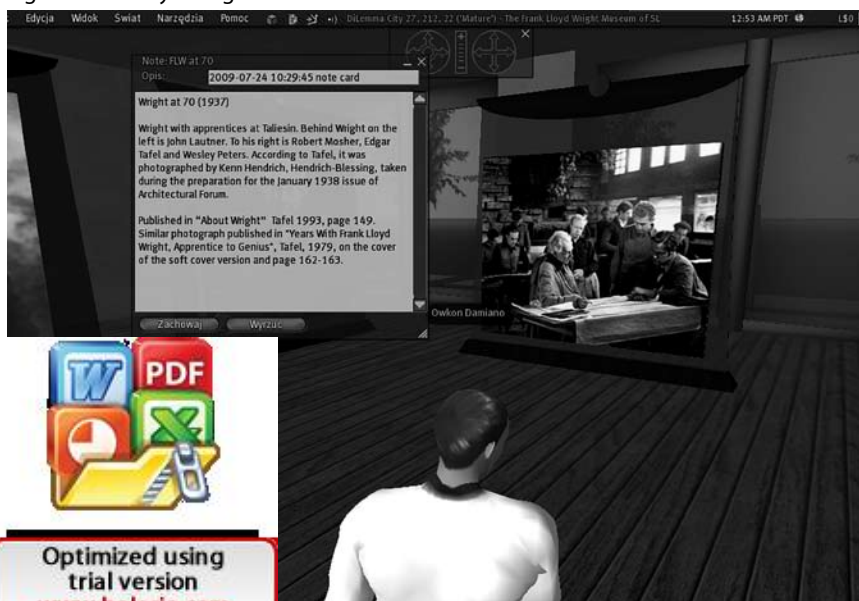 Edycja Widok Świat Narzędzia Pomoc DiLemma City 27, 212, 22 ('Mature') - The Frank Lloyd Wright Museum of SL 12:53 AM PDT L$0
Note: FLW at 70
Opis: 2009-07-24 10:29:45 note card
Wright at 70 (1937)
Wright with apprentices at Taliesin. Behind Wright on the
left is John Lautner. To his right is Robert Mosher, Edgar
Tafel and Wesley Peters. According to Tafel, it was
photographed by Kenn Hendrich, Hendrich-Blessing, taken
during the preparation for the January 1938 issue of
Architectural Forum.
Published in "About Wright" Tafel 1993, page 149.
Similar photograph published in "Years With Frank Lloyd
Wright, Apprentice to Genius", Tafel, 1979, on the cover
of the soft cover version and page 162-163.
Zachowaj Wyrzuć
Owkon Damiano
W PDF
X
Optimized using
trial version